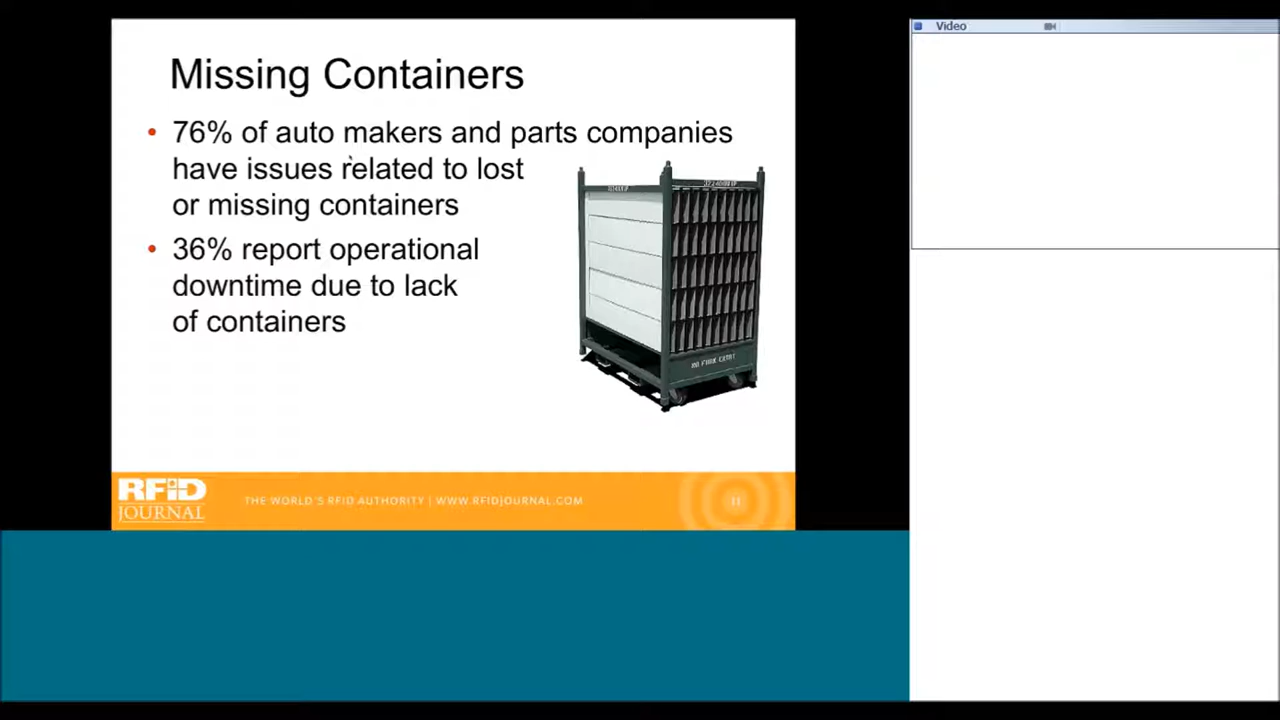 Video
Missing Containers
• 76% of auto makers and parts companies
have issues related to lost
or missing containers
• 36% report operational
downtime due to lack
of containers
RFID
JOURNAL
THE WORLD'S RFID AUTHORITY | WWW.RFIDJOURNAL.COM
11